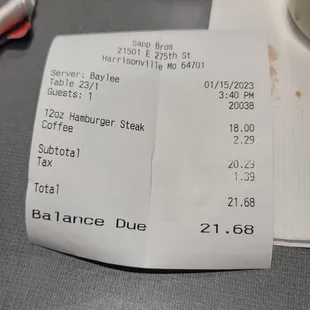 Sapp Bros
21501 E 275th St
Harrisonville Mo 64701
Server: Baylee 01/15/2023
Table 23/1 3:40 PM
Guests: 1 20038
12oz Hamburger Steak 18.00
Coffee 2.29
Subtotal 20.29
Tax 1.39
Total 21.68
Balance Due 21.68